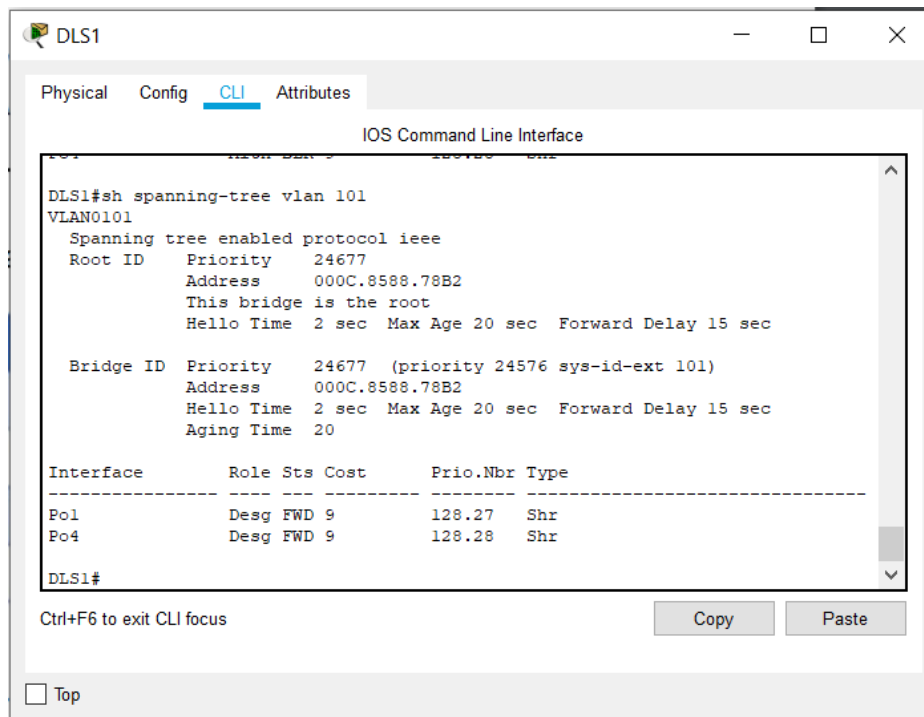 DLS1
Physical Config CLI Attributes
IOS Command Line Interface
DLS1#sh spanning-tree vlan 101
VLAN0101
Spanning tree enabled protocol ieee
Root ID Priority 24677
Address 000C.8588.78B2
This bridge is the root
Hello Time 2 sec Max Age 20 sec Forward Delay 15 sec
Bridge ID Priority 24677 (priority 24576 sys-id-ext 101)
Address 000C.8588.78B2
Hello Time 2 sec Max Age 20 sec Forward Delay 15 sec
Aging Time 20
Interface Role Sts Cost Prio.Nbr Type
---------------- ---- --- --------- -------- --------------------------------
Po1 Desg FWD 9 128.27 Shr
Po4 Desg FWD 9 128.28 Shr
DLS1#
Ctrl+F6 to exit CLI focus
Copy Paste
Top